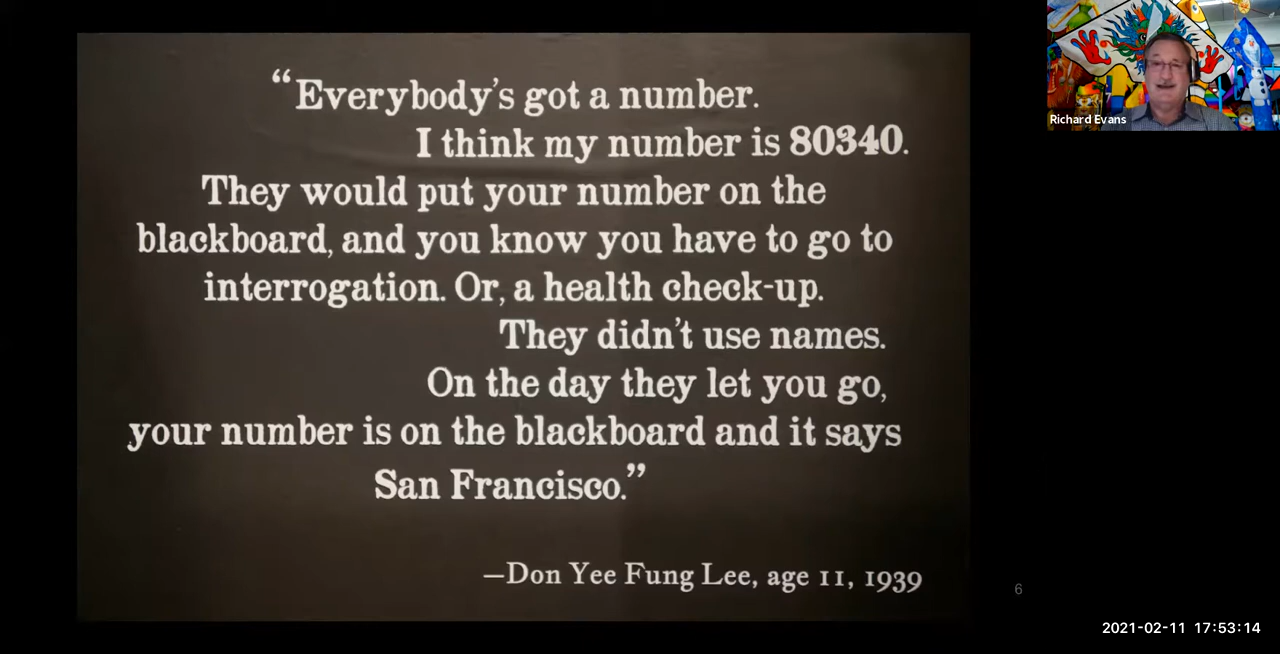 “Everybody’s got a number.
I think my number is 80340.
They would put your number on the
blackboard, and you know you have to go to
interrogation. Or, a health check-up.
They didn’t use names.
On the day they let you go,
your number is on the blackboard and it says
San Francisco.”
—Don Yee Fung Lee, age 11, 1939
6
Richard Evans
2021-02-11 17:53:14